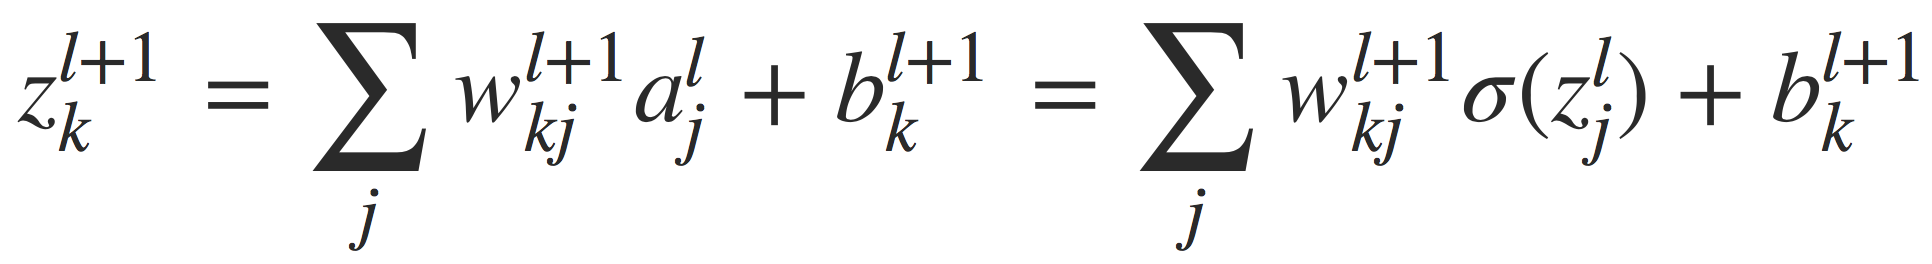 $z_k^{l+1} = \sum_j w_{kj}^{l+1} a_j^l + b_k^{l+1} = \sum_j w_{kj}^{l+1} \sigma(z_j^l) + b_k^{l+1}$